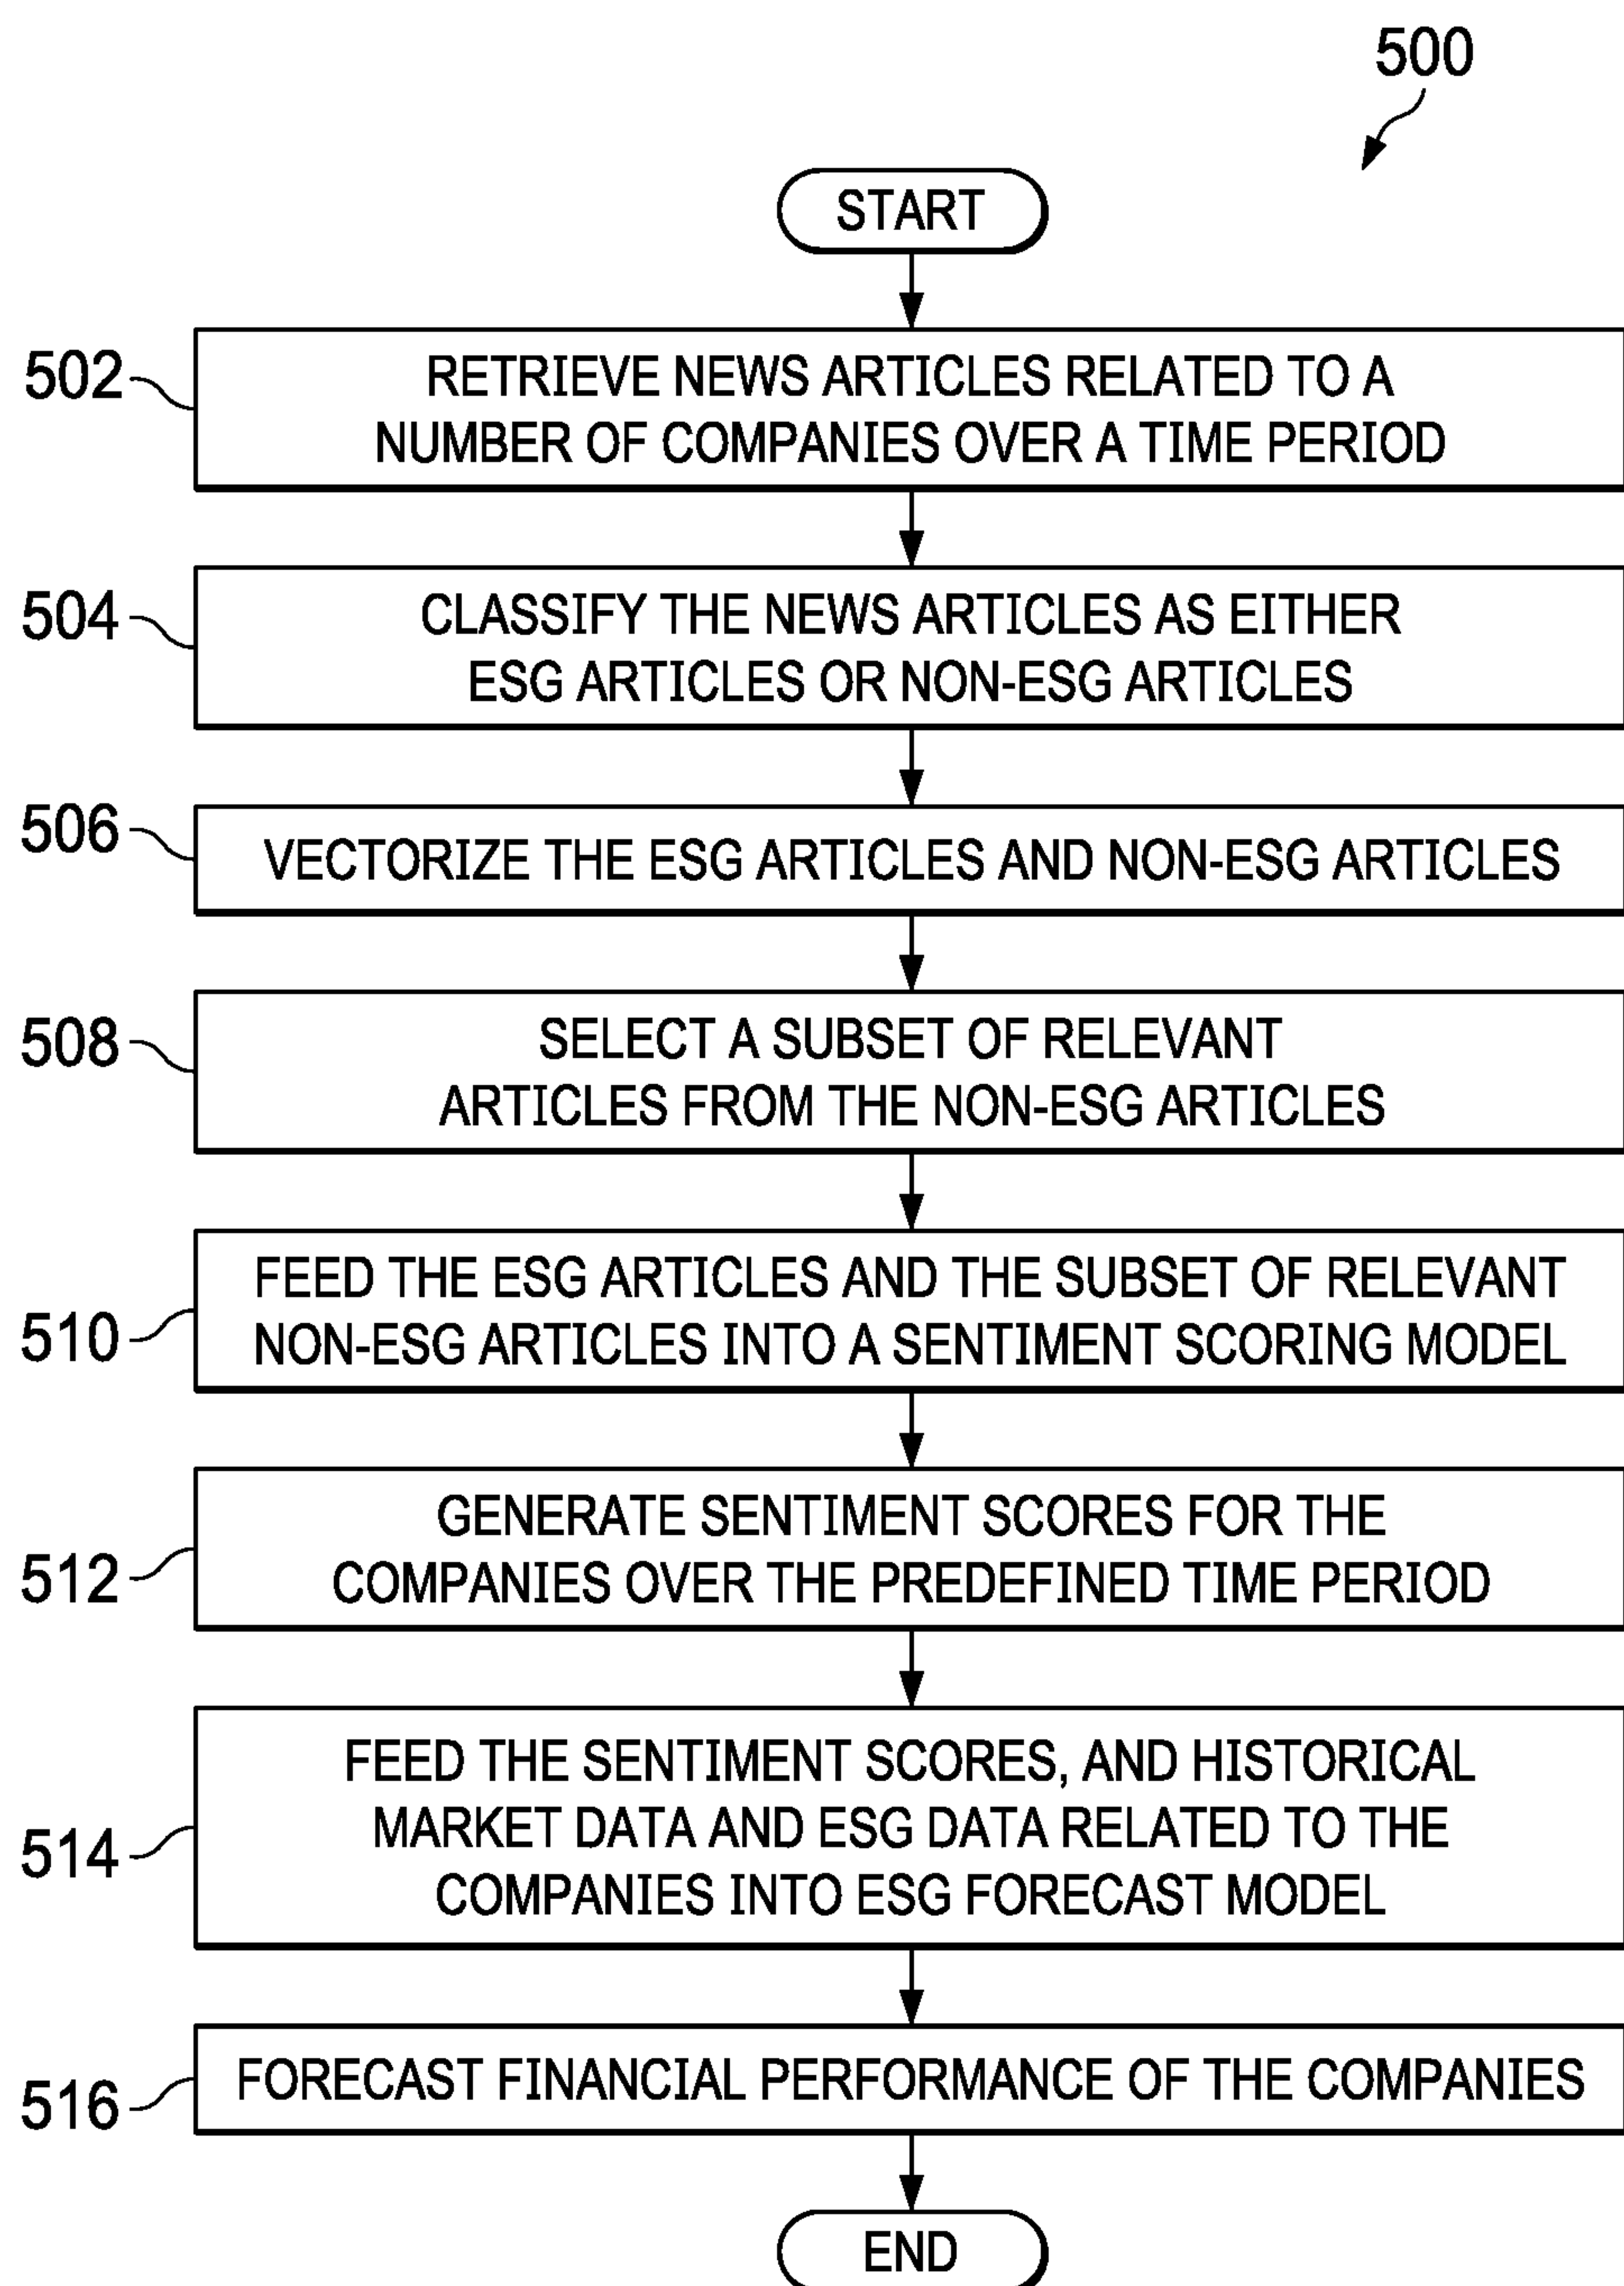 500
START
502
RETRIEVE NEWS ARTICLES RELATED TO A
NUMBER OF COMPANIES OVER A TIME PERIOD
504
CLASSIFY THE NEWS ARTICLES AS EITHER
ESG ARTICLES OR NON-ESG ARTICLES
506
VECTORIZE THE ESG ARTICLES AND NON-ESG ARTICLES
508
SELECT A SUBSET OF RELEVANT
ARTICLES FROM THE NON-ESG ARTICLES
510
FEED THE ESG ARTICLES AND THE SUBSET OF RELEVANT
NON-ESG ARTICLES INTO A SENTIMENT SCORING MODEL
512
GENERATE SENTIMENT SCORES FOR THE
COMPANIES OVER THE PREDEFINED TIME PERIOD
514
FEED THE SENTIMENT SCORES, AND HISTORICAL
MARKET DATA AND ESG DATA RELATED TO THE
COMPANIES INTO ESG FORECAST MODEL
516
FORECAST FINANCIAL PERFORMANCE OF THE COMPANIES
END